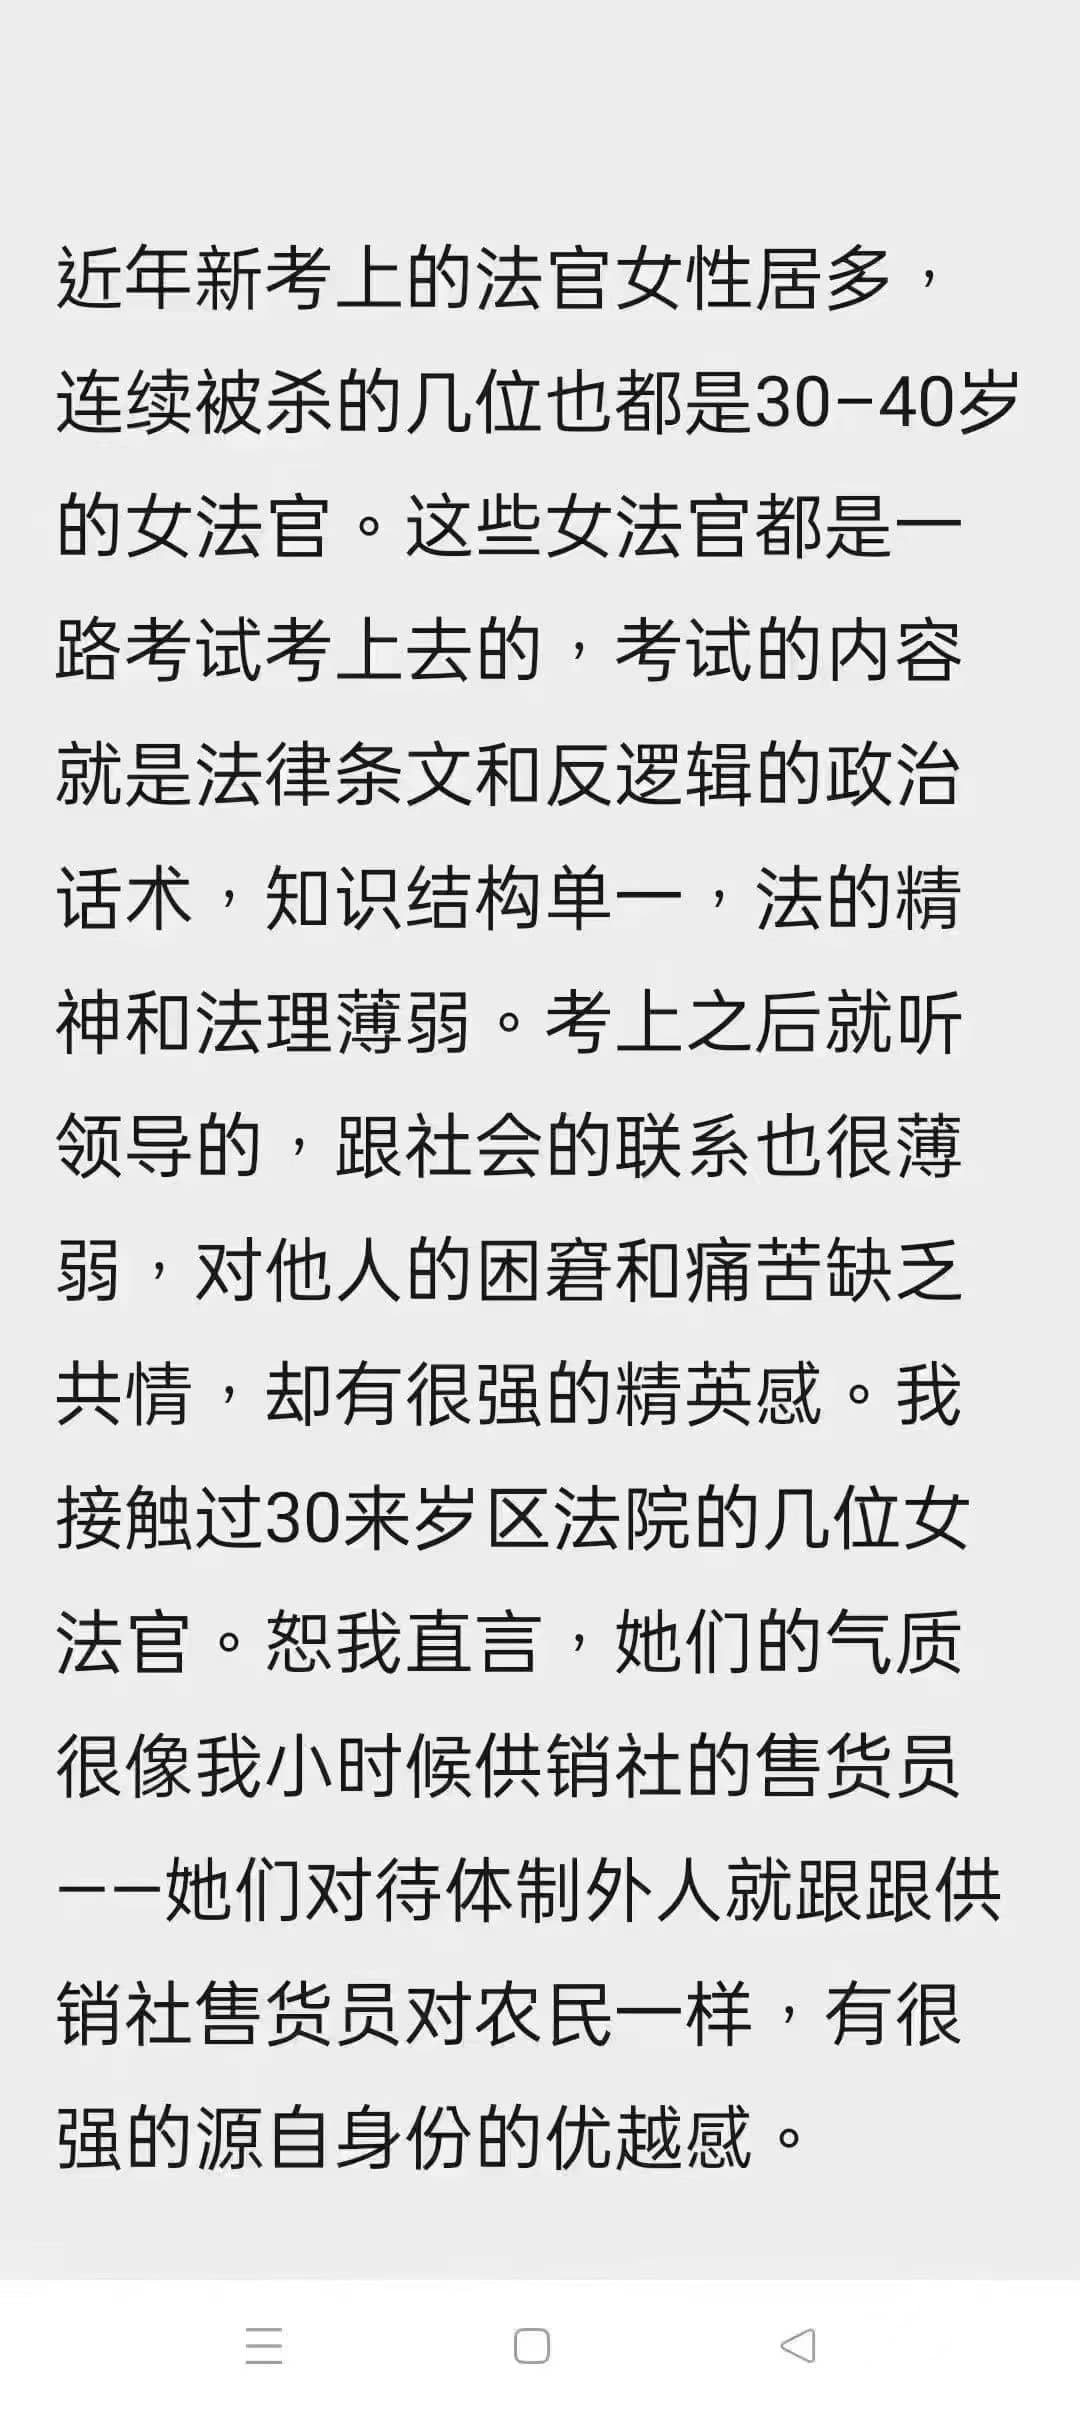 近年新考上的法官女性居多，
连续被杀的几位也都是30-40岁
的女法官。这些女法官都是一
路考试考上去的，考试的内容
就是法律条文和反逻辑的政治
话术，知识结构单一，法的精
神和法理薄弱。考上之后就听
领导的，跟社会的联系也很薄
弱，对他人的困窘和痛苦缺乏
共情，却有很强的精英感。我
接触过30来岁区法院的几位女
法官。恕我直言，她们的气质
很像我小时候供销社的售货员
——她们对待体制外人就跟跟供
销社售货员对农民一样，有很
强的源自身份的优越感。